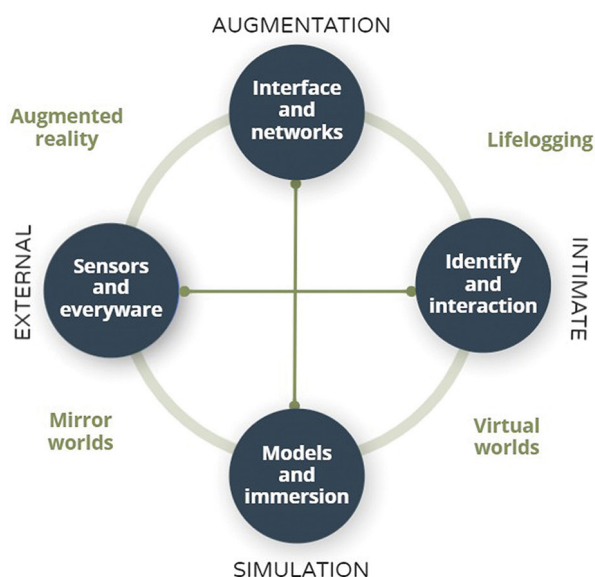 AUGMENTATION
Interface
and
networks
Augmented
reality
Lifelogging
EXTERNAL
Sensors
and
everyware
Identify
and
interaction
INTIMATE
Mirror
worlds
Virtual
worlds
Models
and
immersion
SIMULATION